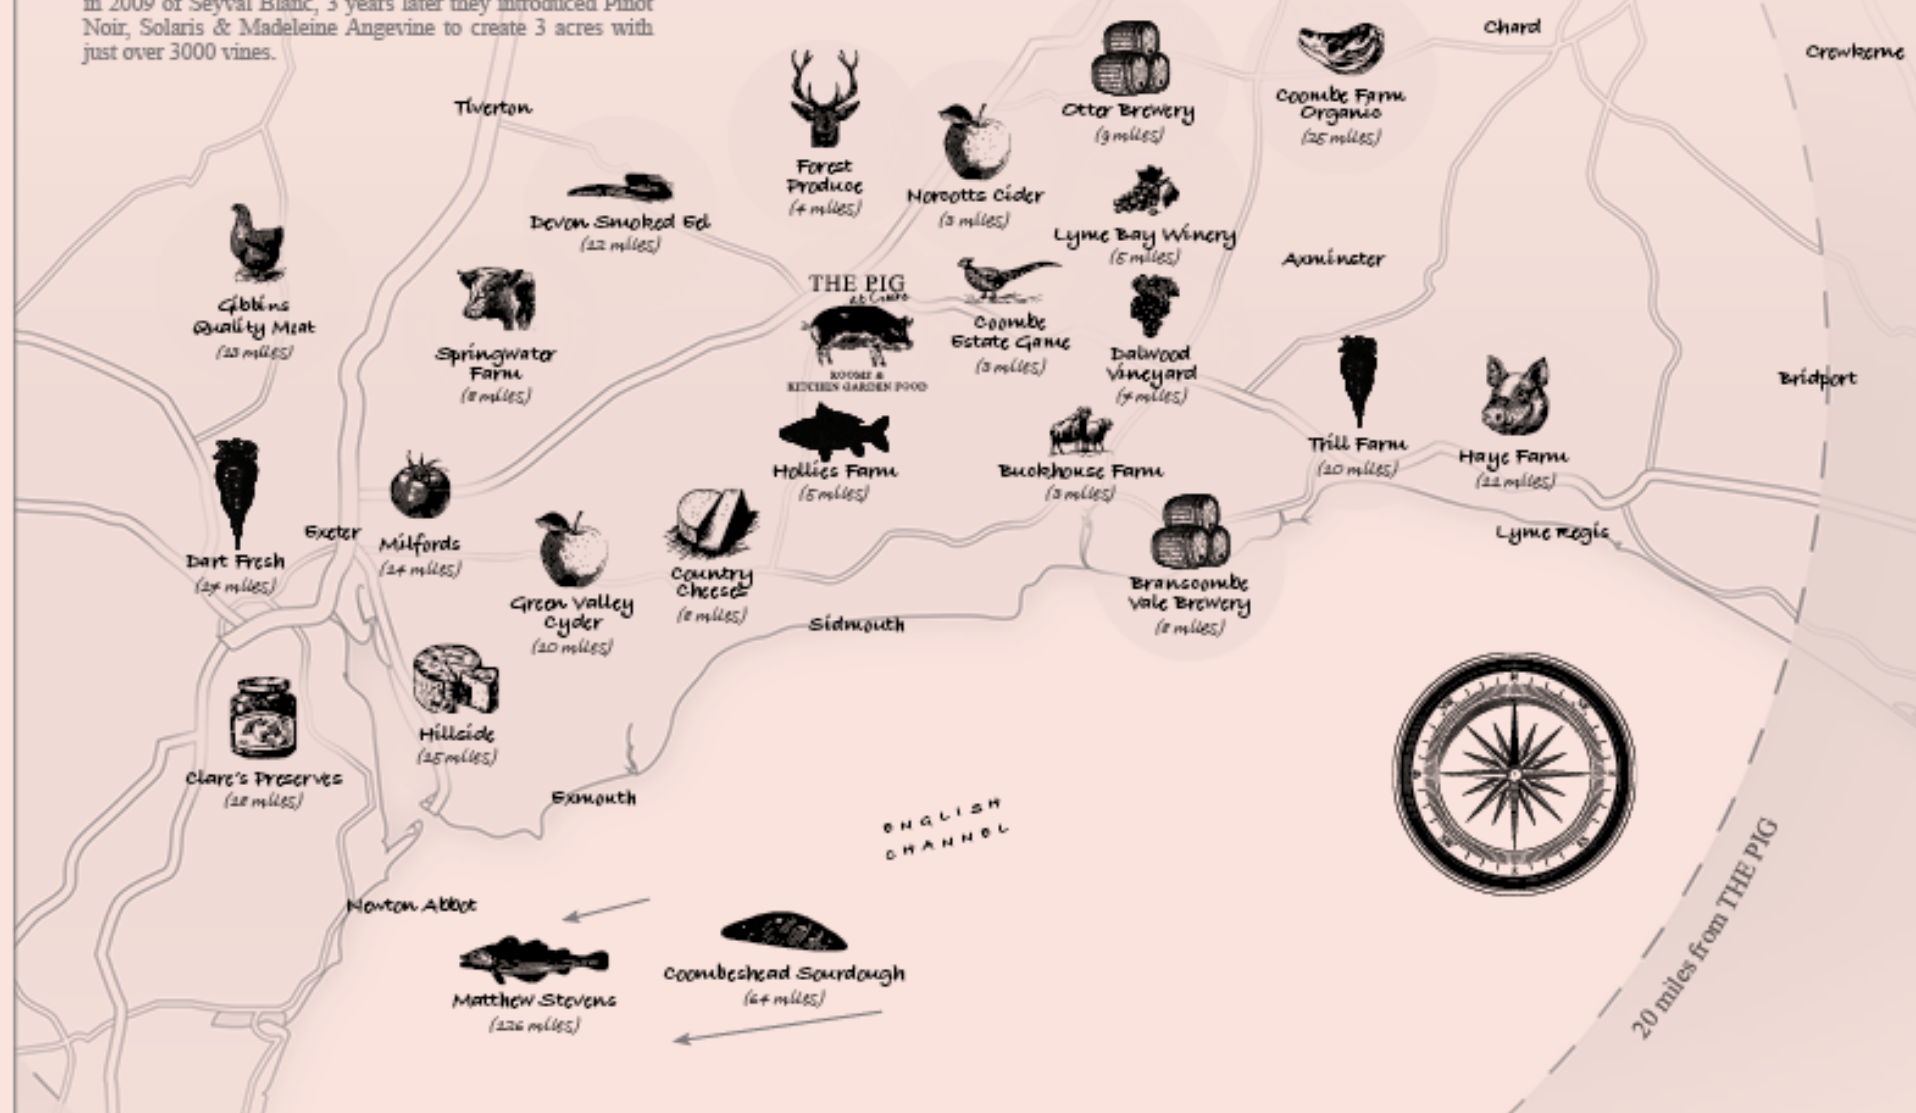 in 2009 of Seyval Blanc, 3 years later they introduced Pinot
Noir, Solaris & Madeleine Angevine to create 3 acres with
just over 3000 vines.
Chard
Crewkerne
Tiverton
Otter Brewery
(9 miles)
Coombe Farm
Organic
(25 miles)
Forest
Produce
(4 miles)
Norcotts Cider
(3 miles)
Devon Smoked Eel
(12 miles)
Lyme Bay Winery
(5 miles)
Axminster
Gibbins
Quality Meat
(13 miles)
Springwater
Farm
(8 miles)
THE PIG
at Combe
ROOMS &
KITCHEN GARDEN FOOD
Coombe
Estate Game
(3 miles)
Dalwood
Vineyard
(7 miles)
Bridport
Hollies Farm
(5 miles)
Buckhouse Farm
(3 miles)
Trill Farm
(10 miles)
Haye Farm
(11 miles)
Exeter
Dart Fresh
(17 miles)
Milfords
(14 miles)
Lyme Regis
Green Valley
Cyder
(10 miles)
Country
Cheeses
(8 miles)
Branscombe
Vale Brewery
(8 miles)
Sidmouth
Hillside
(15 miles)
Clare's Preserves
(18 miles)
Exmouth
ENGLISH
CHANNEL
Newton Abbot
Matthew Stevens
(126 miles)
Coombeshead Sourdough
(64 miles)
20 miles from THE PIG